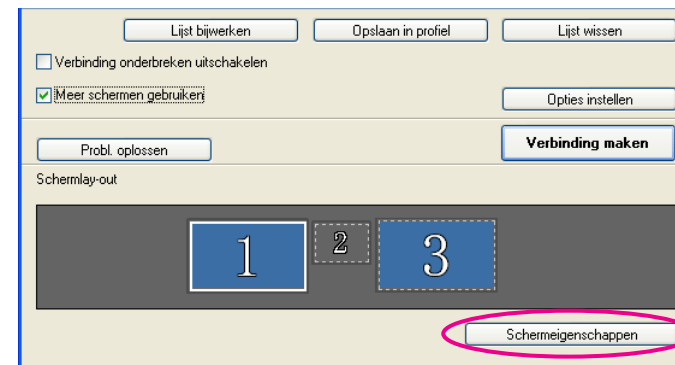 Lijst bijwerken Opslaan in profiel Lijst wissen
Verbinding onderbreken uitschakelen
Meer schermen gebruiken
Opties instellen
Probl. oplossen Verbinding maken
Schermlay-out
1 2 3
Schermeigenschappen